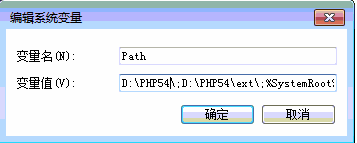 编辑系统变量
变量名(N):
Path
变量值(V):
D:\PHP54\;D:\PHP54\ext\;%SystemRoot%
确定
取消